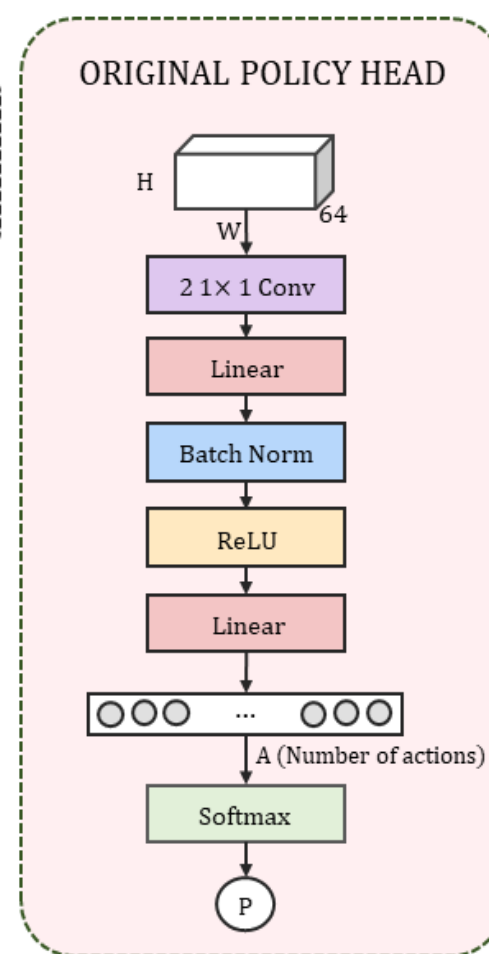 ORIGINAL POLICY HEAD
H
64
W
2 1× 1 Conv
Linear
Batch Norm
ReLU
Linear
...
A (Number of actions)
Softmax
P